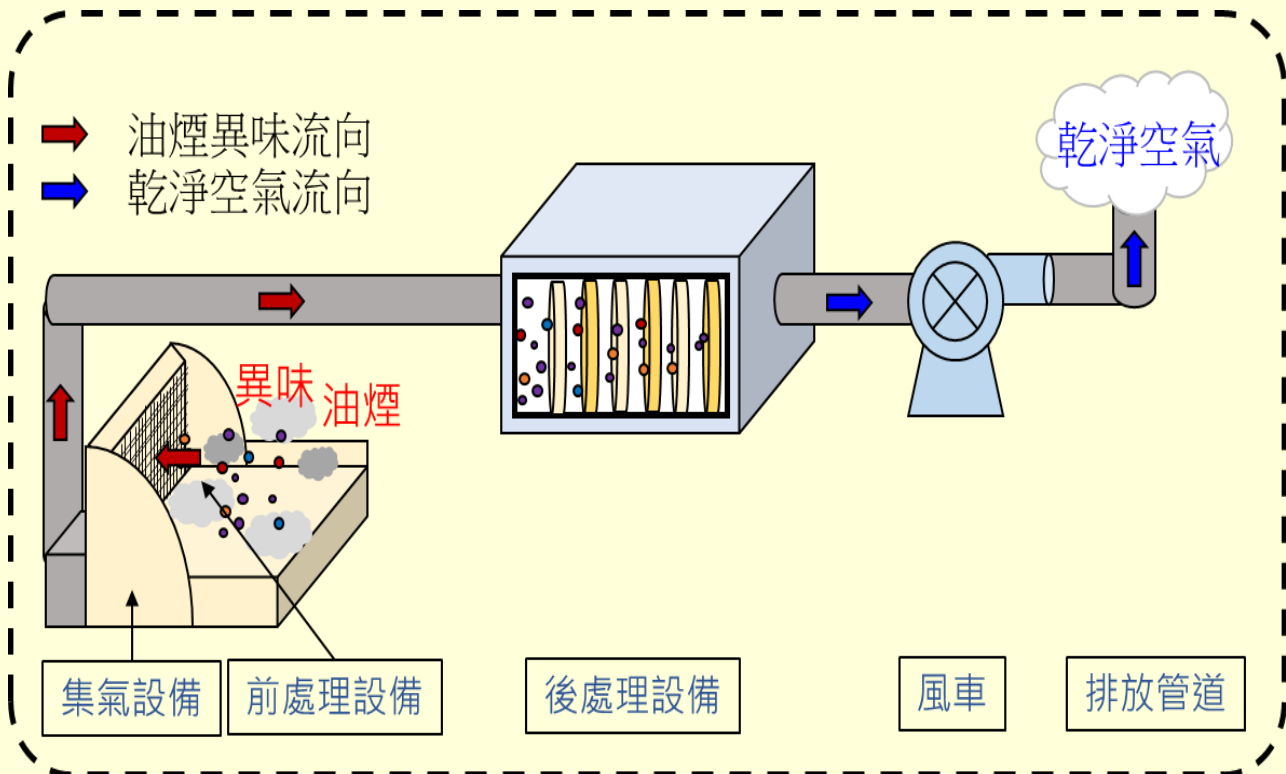 油煙異味流向
乾淨空氣流向
乾淨空氣
異味
油煙
集氣設備
前處理設備
後處理設備
風車
排放管道